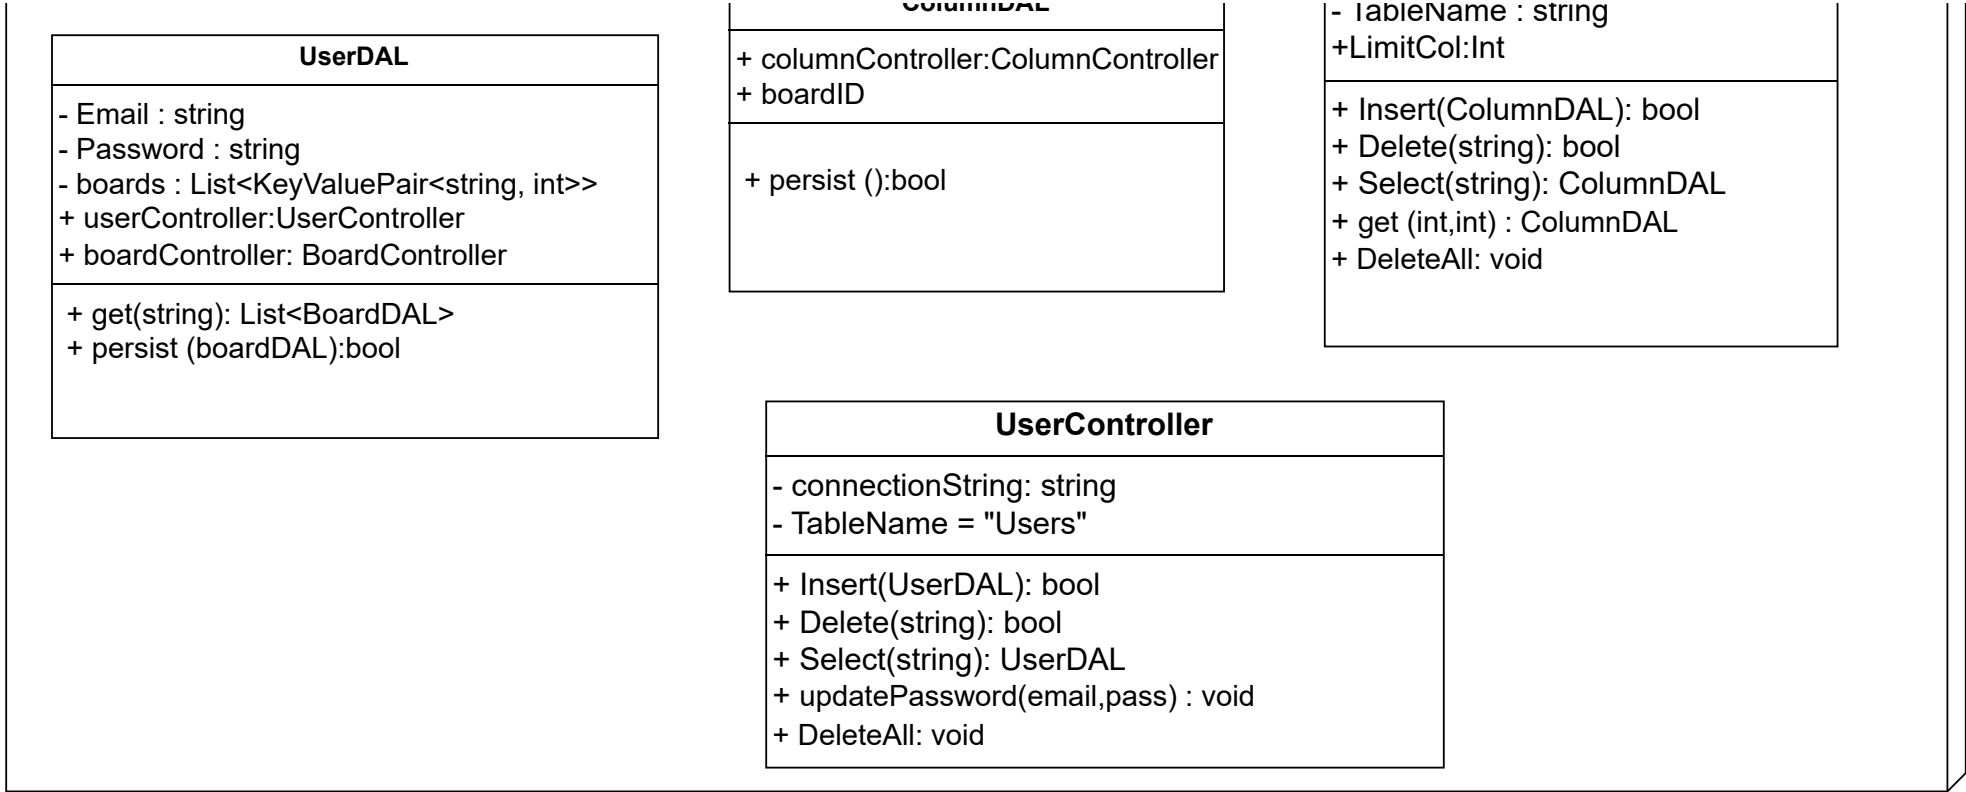 UserDAL
- Email : string
- Password : string
- boards : List<KeyValuePair<string, int>>
+ userController:UserController
+ boardController: BoardController
+ get(string): List<BoardDAL>
+ persist (boardDAL):bool
ColumnDAL
+ columnController:ColumnController
+ boardID
+ persist ():bool
- TableName : string
+LimitCol:Int
+ Insert(ColumnDAL): bool
+ Delete(string): bool
+ Select(string): ColumnDAL
+ get (int,int) : ColumnDAL
+ DeleteAll: void
UserController
- connectionString: string
- TableName = "Users"
+ Insert(UserDAL): bool
+ Delete(string): bool
+ Select(string): UserDAL
+ updatePassword(email,pass) : void
+ DeleteAll: void